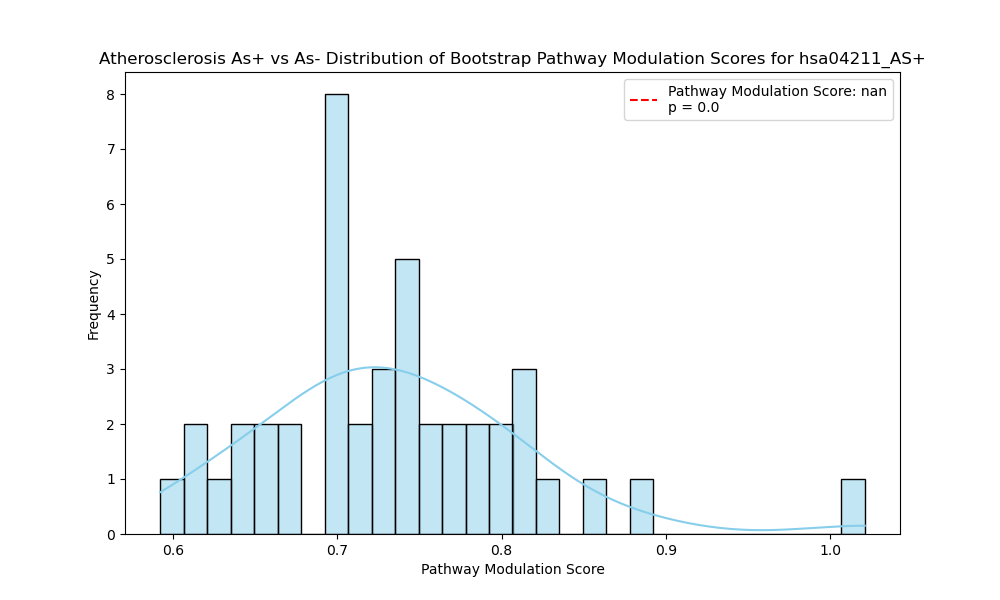 Atherosclerosis As+ vs As- Distribution of Bootstrap Pathway Modulation Scores for hsa04211_AS+
Pathway Modulation Score: nan
p = 0.0
8
7
6
5
4
3
2
1
0
Frequency
0.6 0.7 0.8 0.9 1.0
Pathway Modulation Score